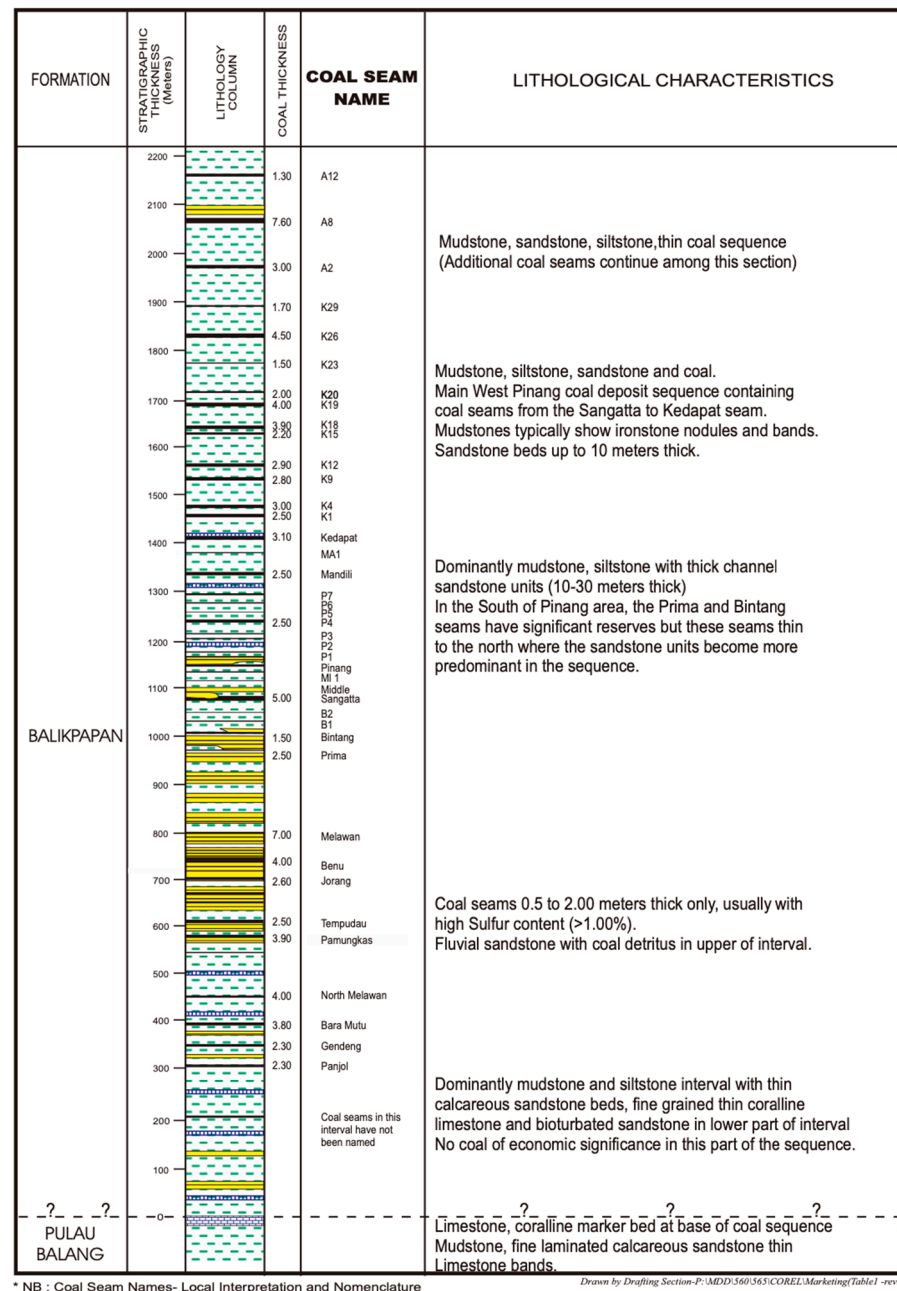 FORMATION
STRATIGRAPHIC
THICKNESS
(Meters)
LITHOLOGY
COLUMN
COAL THICKNESS
COAL SEAM
NAME
LITHOLOGICAL CHARACTERISTICS
2200
1.30 A12
2100
7.60 A8
Mudstone, sandstone, siltstone,thin coal sequence
(Additional coal seams continue among this section)
2000
3.00 A2
1900
1.70 K29
4.50 K26
1800
1.50 K23
Mudstone, siltstone, sandstone and coal.
Main West Pinang coal deposit sequence containing
coal seams from the Sangatta to Kedapat seam.
Mudstones typically show ironstone nodules and bands.
Sandstone beds up to 10 meters thick.
2.00 K20
1700
4.00 K19
3.90 K18
2.20 K15
1600
2.90 K12
2.80 K9
1500
3.00 K4
2.50 K1
3.10 Kedapat
1400
MA1
2.50 Mandili
Dominantly mudstone, siltstone with thick channel
sandstone units (10-30 meters thick)
In the South of Pinang area, the Prima and Bintang
seams have significant reserves but these seams thin
to the north where the sandstone units become more
predominant in the sequence.
1300
P7
P6
P5
2.50 P4
P3
1200
P2
P1
Pinang
MI 1
1100
Middle
5.00 Sangatta
B2
B1
BALIKPAPAN
1000
1.50 Bintang
2.50 Prima
900
800
7.00 Melawan
4.00 Benu
700
2.60 Jorang
Coal seams 0.5 to 2.00 meters thick only, usually with
high Sulfur content (>1.00%).
Fluvial sandstone with coal detritus in upper of interval.
2.50 Tempudau
600
3.90 Pamungkas
500
4.00 North Melawan
400
3.80 Bara Mutu
2.30 Gendeng
300
2.30 Panjol
Dominantly mudstone and siltstone interval with thin
calcareous sandstone beds, fine grained thin coralline
limestone and bioturbated sandstone in lower part of interval
No coal of economic significance in this part of the sequence.
200
Coal seams in this
interval have not
been named
100
? ? ? ? ?
0
PULAU
BALANG
Limestone, coralline marker bed at base of coal sequence
Mudstone, fine laminated calcareous sandstone thin
Limestone bands.
* NB : Coal Seam Names- Local Interpretation and Nomenclature
Drawn by Drafting Section-P:\MDD\560\565\COREL\Marketing(Table1 -rev